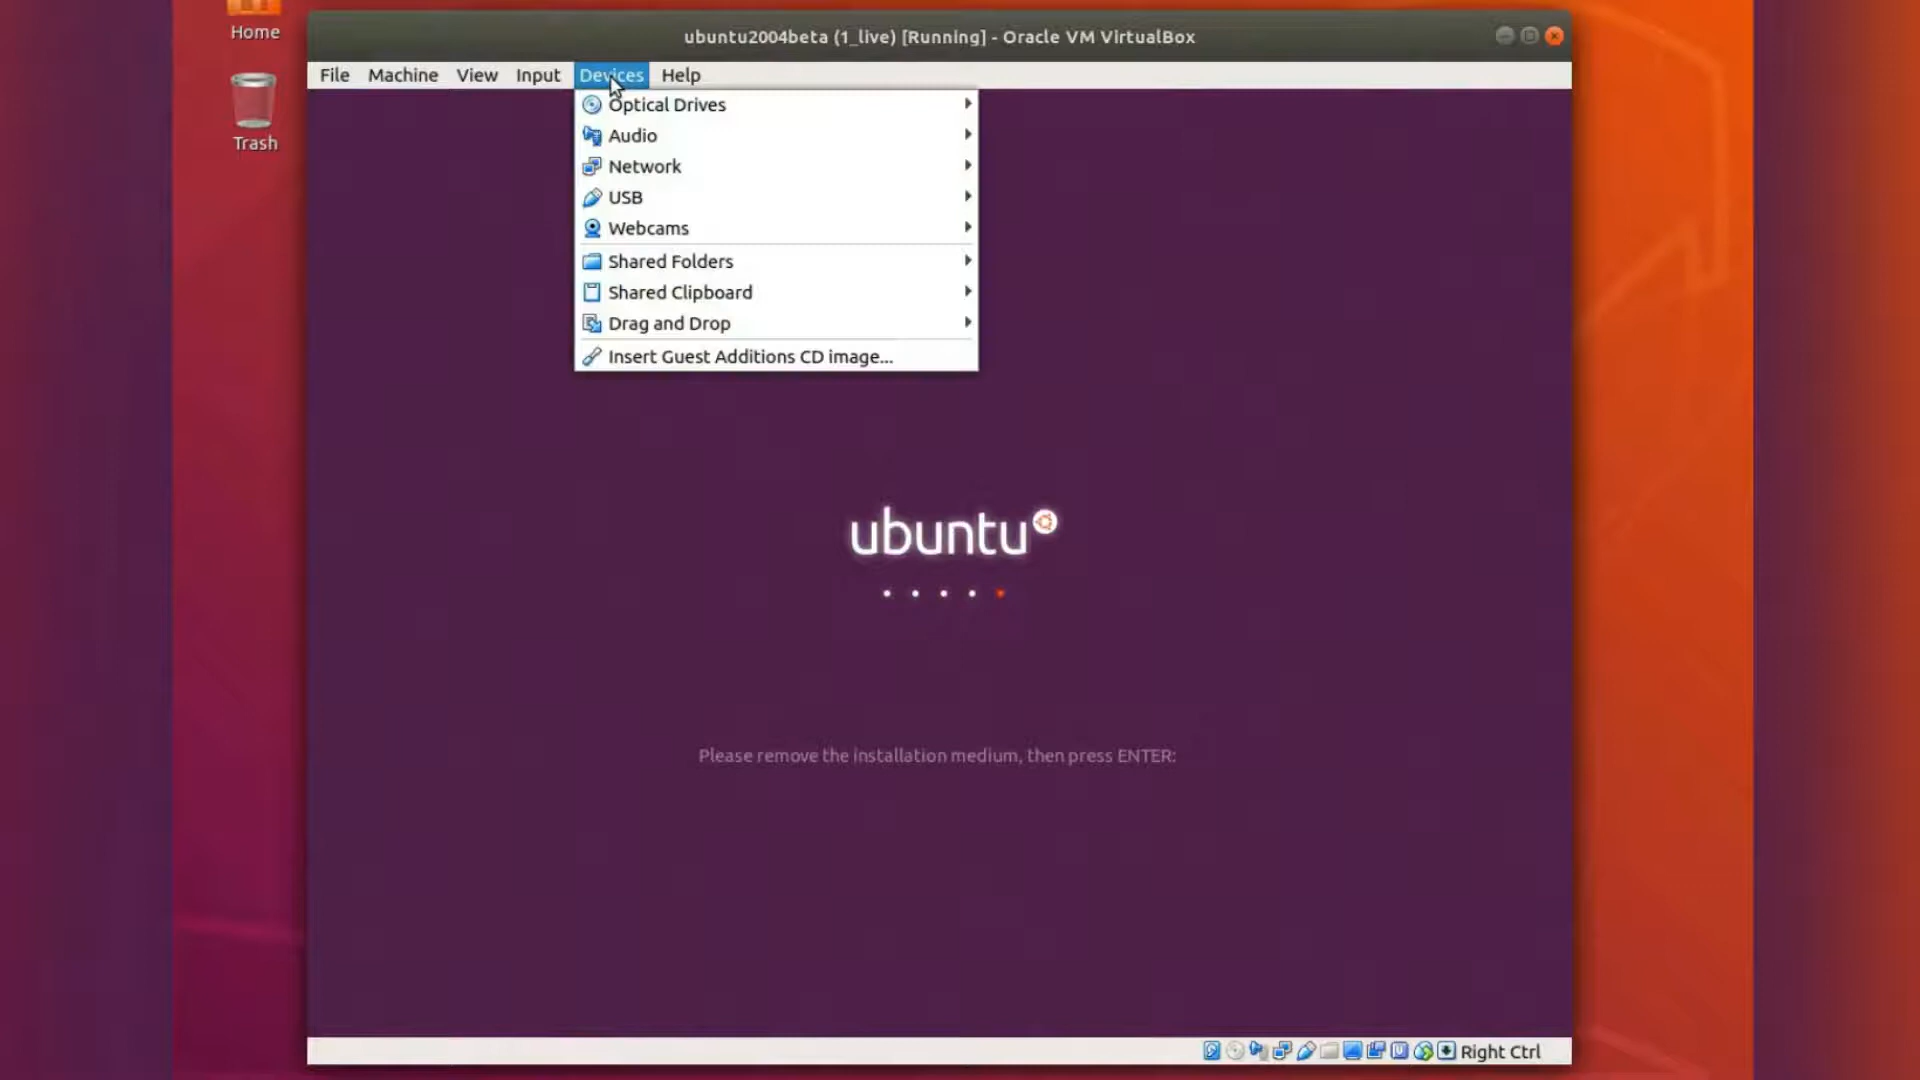 Home
Trash
ubuntu2004beta (1_live) [Running] - Oracle VM VirtualBox
File Machine View Input Devices Help
Optical Drives
Audio
Network
USB
Webcams
Shared Folders
Shared Clipboard
Drag and Drop
Insert Guest Additions CD image...
ubuntu
Please remove the installation medium, then press ENTER:
Right Ctrl